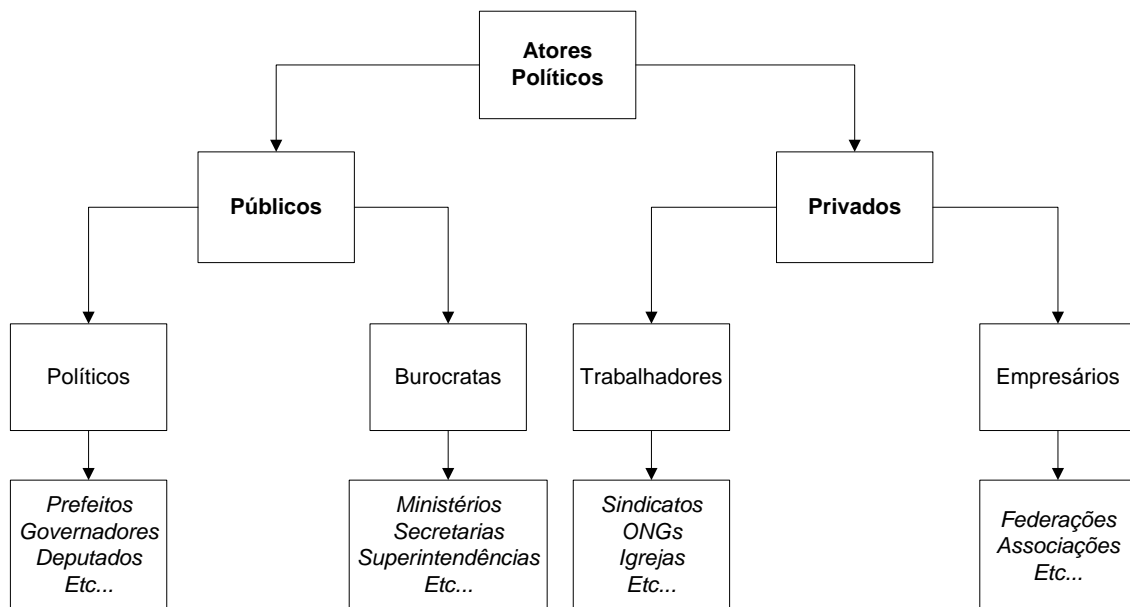 Atores
Políticos
Públicos
Privados
Políticos
Burocratas
Trabalhadores
Empresários
Prefeitos
Governadores
Deputados
Etc...
Ministérios
Secretarias
Superintendências
Etc...
Sindicatos
ONGs
Igrejas
Etc...
Federações
Associações
Etc...